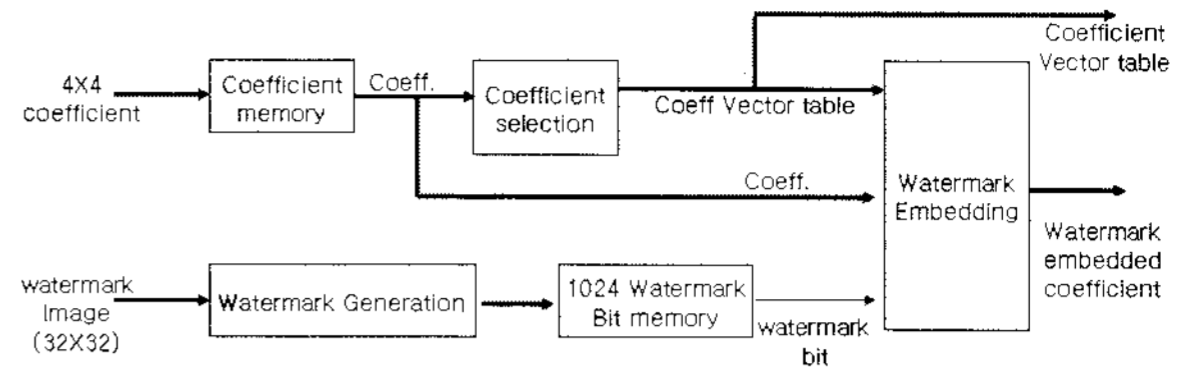 Coefficient
Vector table
4X4
coefficient
Coefficient
memory
Coeff.
Coefficient
selection
Coeff Vector table
Coeff.
Watermark
Embedding
Watermark
embedded
coefficient
watermark
Image
(32X32)
Watermark Generation
1024 Watermark
Bit memory
watermark
bit